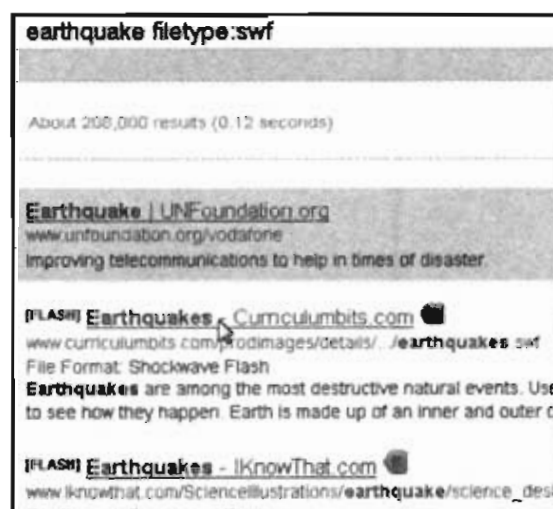 earthquake filetype:swf
About 208,000 results (0.12 seconds)
Earthquake | UNFoundation.org
www.unfoundation.org/vodafone
Improving telecommunications to help in times of disaster.
[FLASH] Earthquakes - Curriculumbits.com
www.curriculumbits.com/prodimages/details/.../earthquakes.swf
File Format: Shockwave Flash
Earthquakes are among the most destructive natural events. Use
to see how they happen. Earth is made up of an inner and outer c
[FLASH] Earthquakes - IKnowThat.com
www.iknowthat.com/ScienceIllustrations/earthquake/science_desk